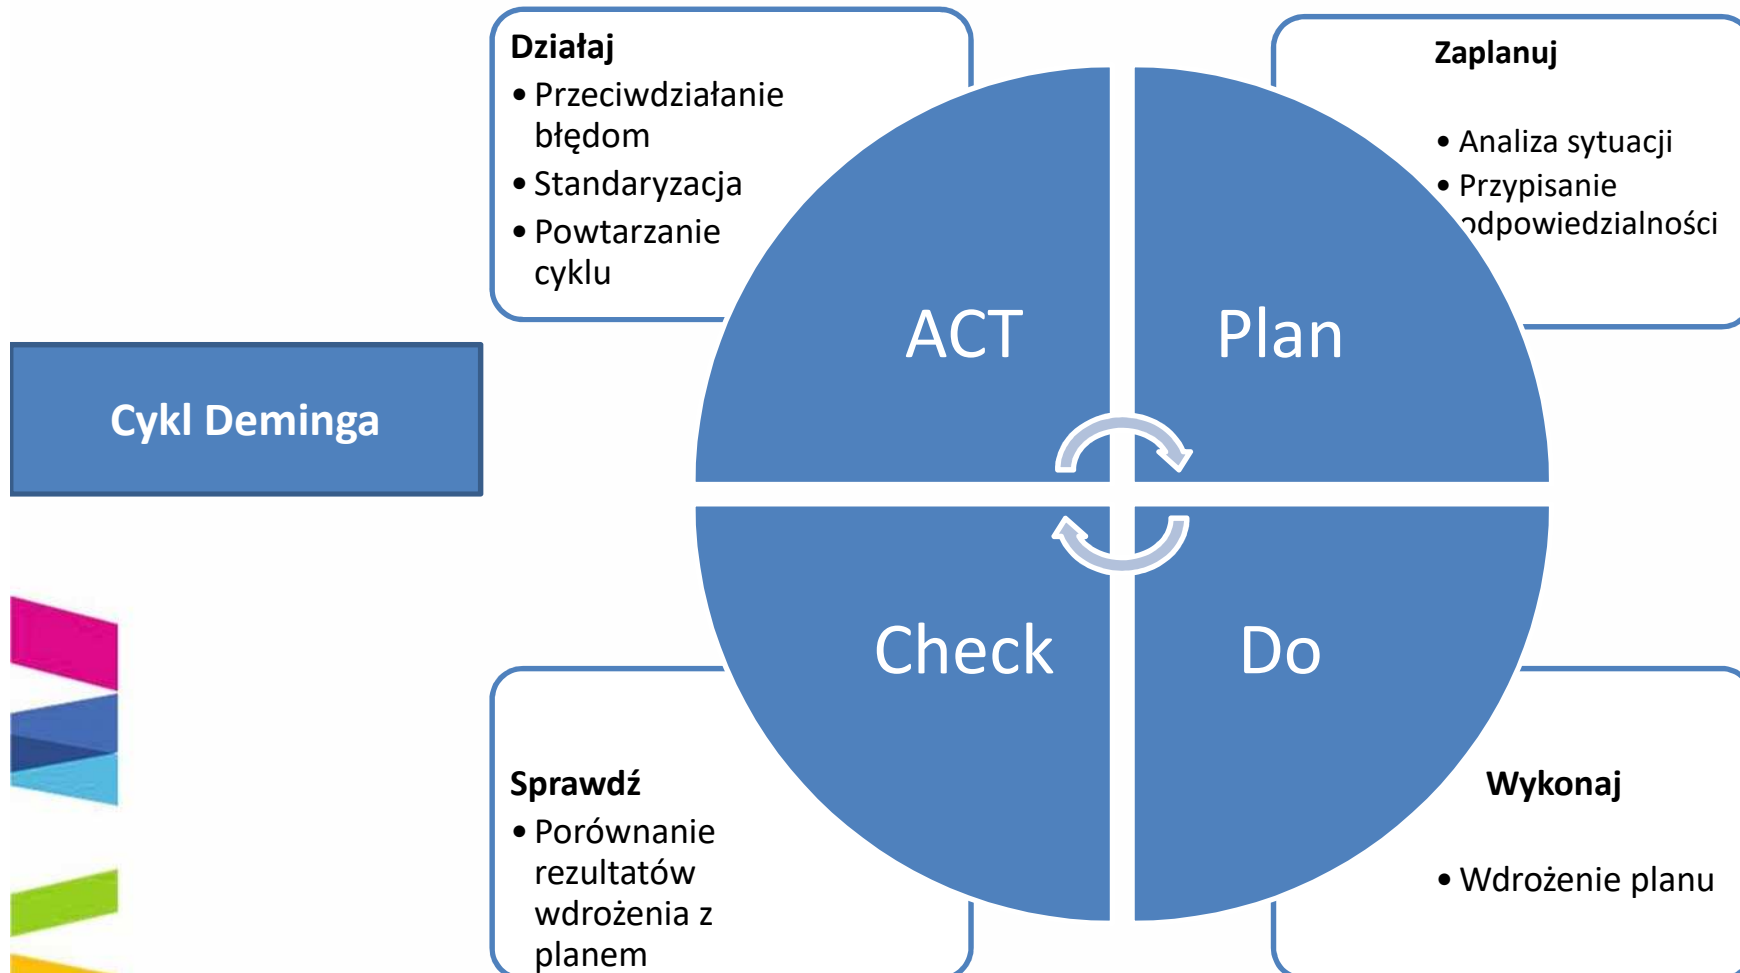 Działaj
• Przeciwdziałanie
błędom
• Standaryzacja
• Powtarzanie
cyklu
Zaplanuj
• Analiza sytuacji
• Przypisanie
odpowiedzialności
ACT
Plan
Cykl Deminga
Check
Do
Sprawdź
• Porównanie
rezultatów
wdrożenia z
planem
Wykonaj
• Wdrożenie planu